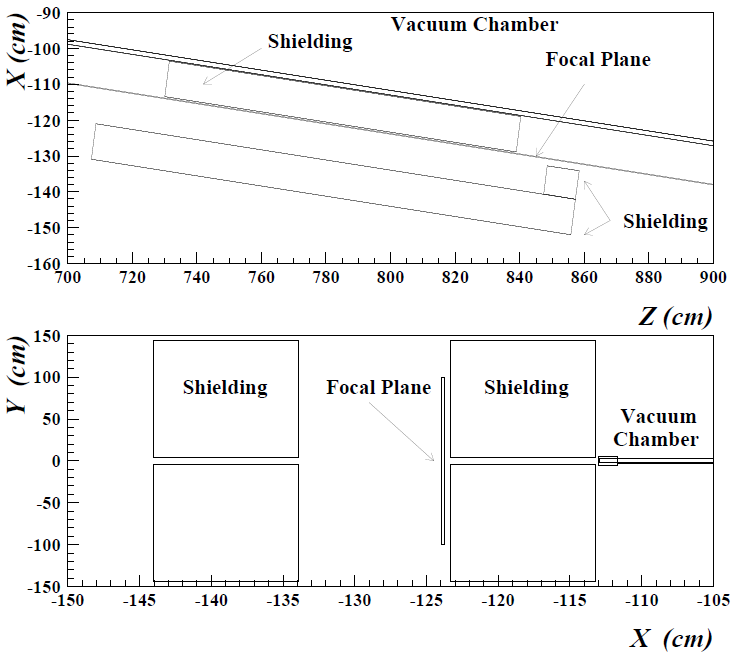 -90
-100
-110
-120
-130
-140
-150
-160
X (cm)
Vacuum Chamber
Shielding
Focal Plane
Shielding
700 720 740 760 780 800 820 840 860 880 900
Z (cm)
150
100
50
0
-50
-100
-150
Y (cm)
Shielding
Focal Plane
Shielding
Vacuum
Chamber
-150 -145 -140 -135 -130 -125 -120 -115 -110 -105
X (cm)